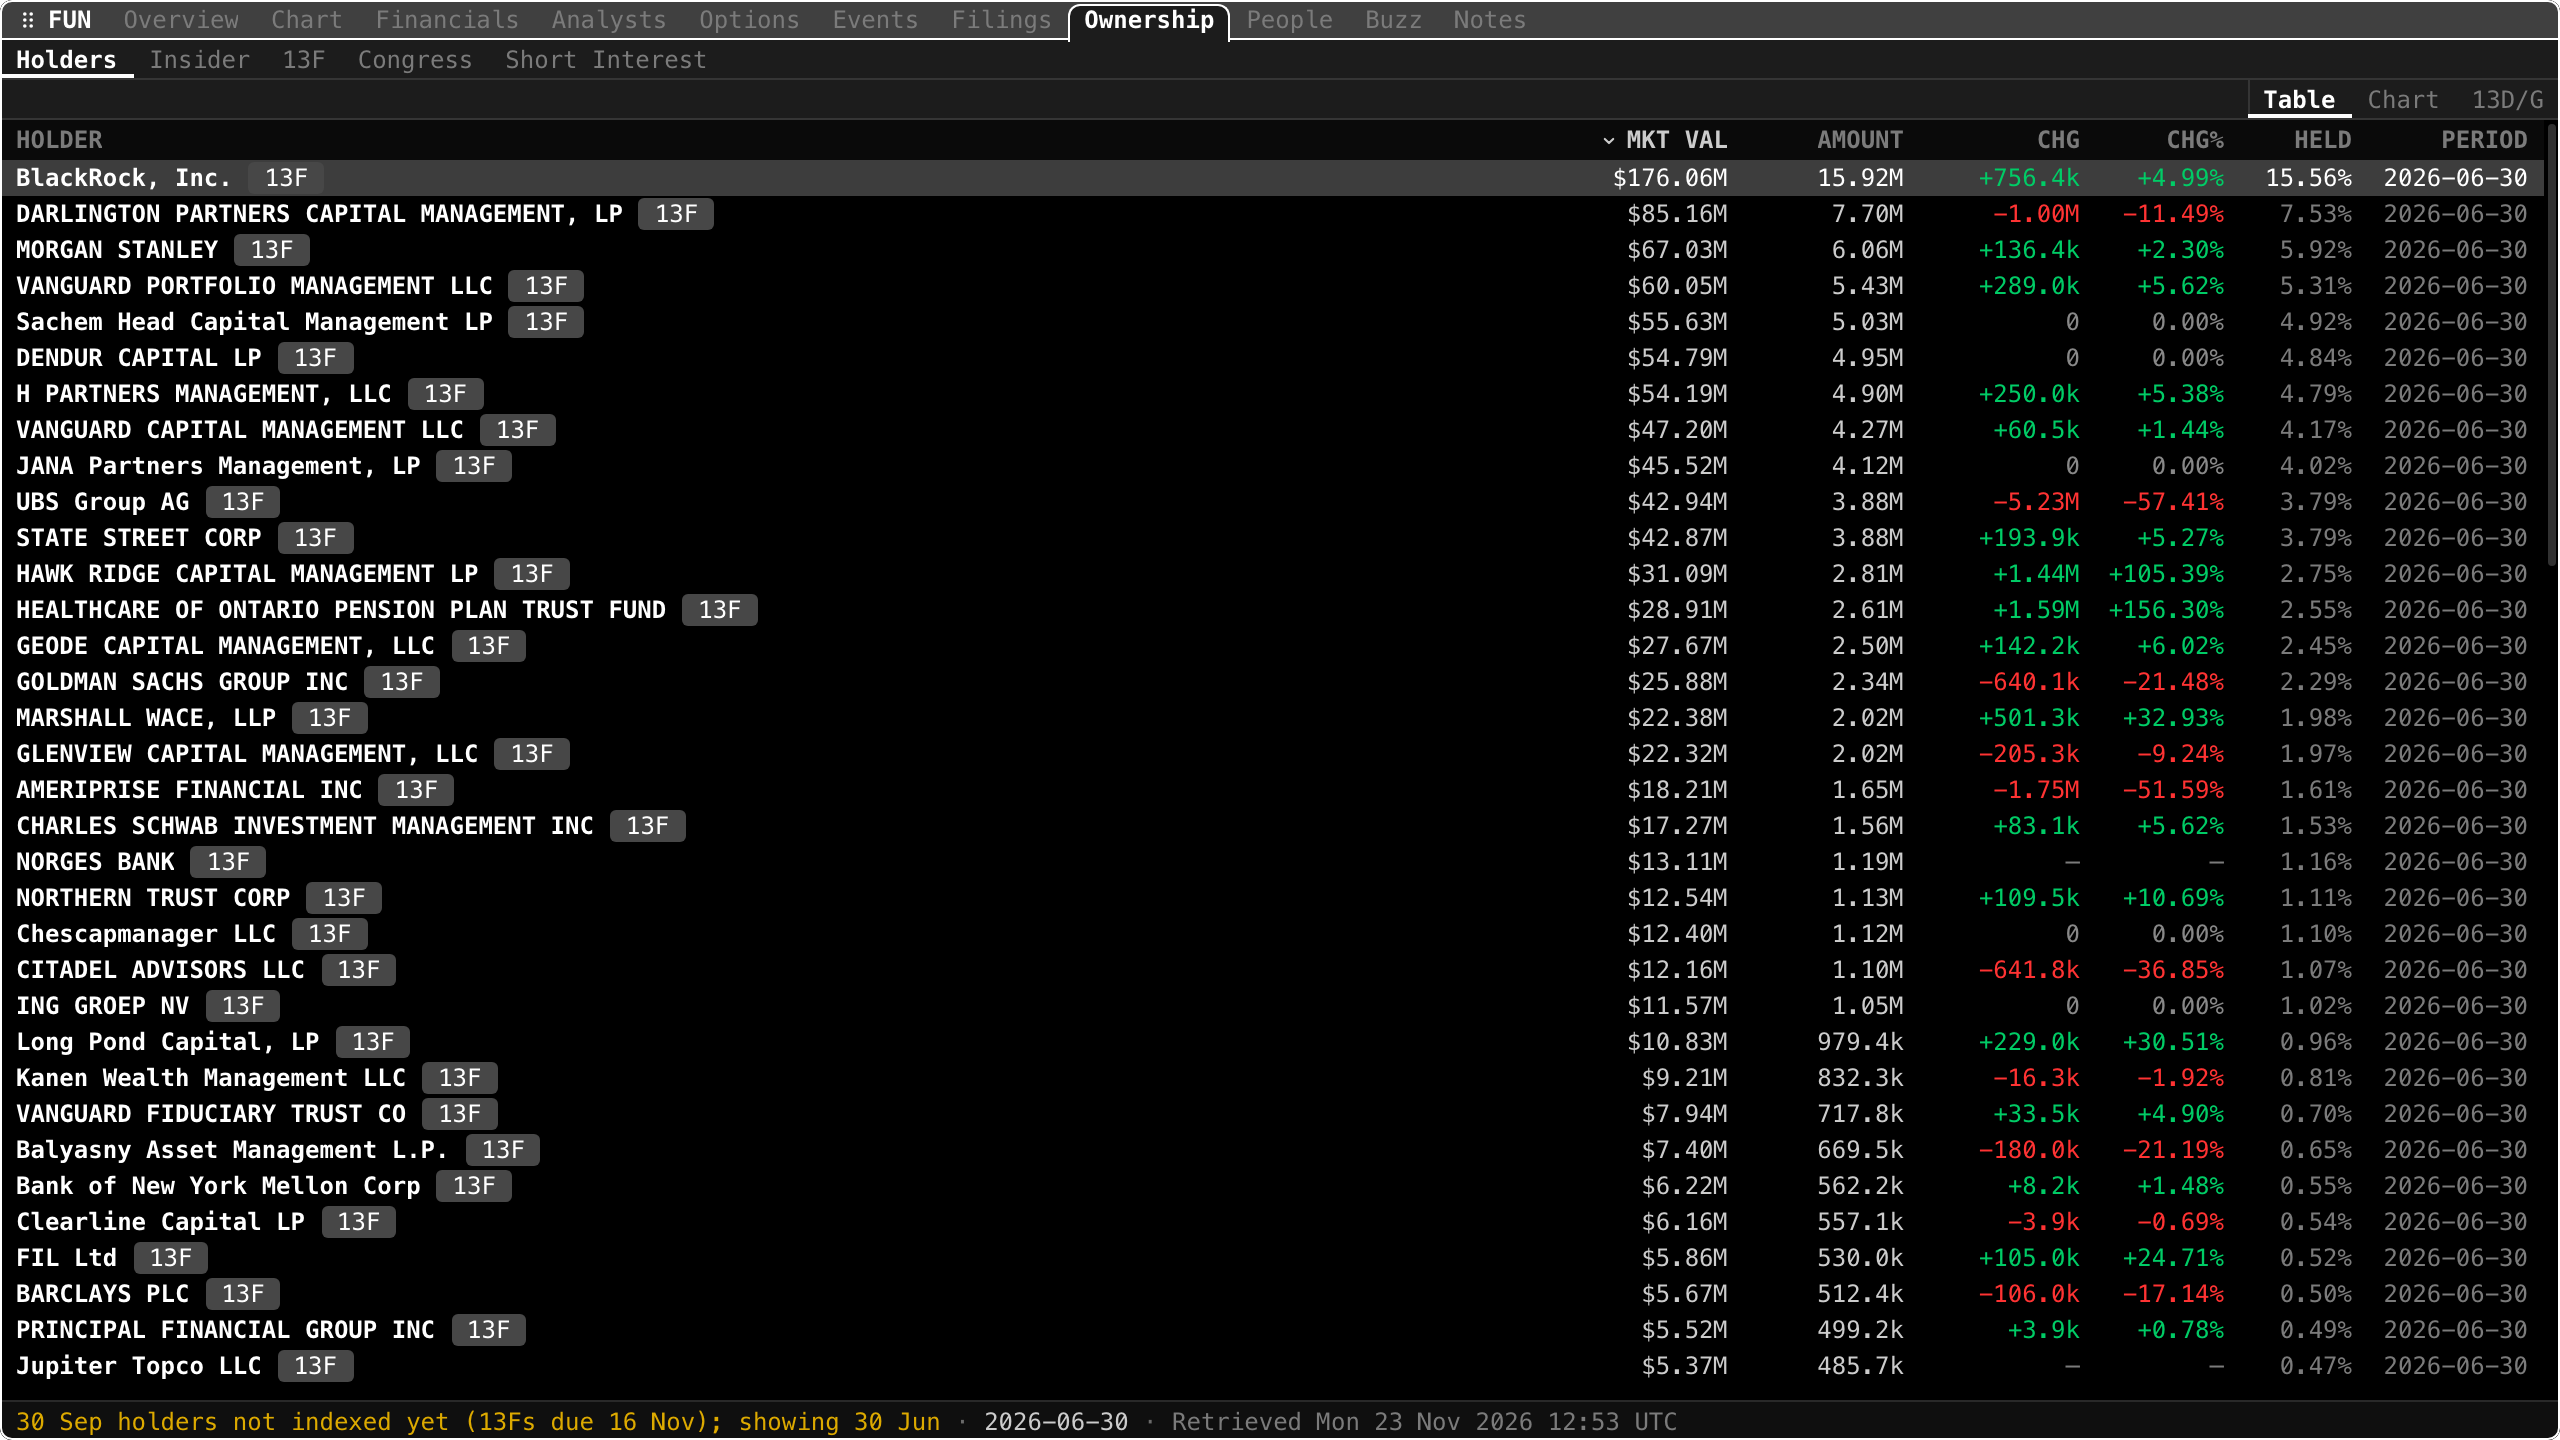 ⠿ FUN Overview Chart Financials Analysts Options Events Filings Ownership People Buzz Notes
Holders Insider 13F Congress Short Interest
Table Chart 13D/G
HOLDER MKT VAL AMOUNT CHG CHG% HELD PERIOD
BlackRock, Inc. 13F $176.06M 15.92M +756.4k +4.99% 15.56% 2026-06-30
DARLINGTON PARTNERS CAPITAL MANAGEMENT, LP 13F $85.16M 7.70M −1.00M −11.49% 7.53% 2026-06-30
MORGAN STANLEY 13F $67.03M 6.06M +136.4k +2.30% 5.92% 2026-06-30
VANGUARD PORTFOLIO MANAGEMENT LLC 13F $60.05M 5.43M +289.0k +5.62% 5.31% 2026-06-30
Sachem Head Capital Management LP 13F $55.63M 5.03M 0 0.00% 4.92% 2026-06-30
DENDUR CAPITAL LP 13F $54.79M 4.95M 0 0.00% 4.84% 2026-06-30
H PARTNERS MANAGEMENT, LLC 13F $54.19M 4.90M +250.0k +5.38% 4.79% 2026-06-30
VANGUARD CAPITAL MANAGEMENT LLC 13F $47.20M 4.27M +60.5k +1.44% 4.17% 2026-06-30
JANA Partners Management, LP 13F $45.52M 4.12M 0 0.00% 4.02% 2026-06-30
UBS Group AG 13F $42.94M 3.88M −5.23M −57.41% 3.79% 2026-06-30
STATE STREET CORP 13F $42.87M 3.88M +193.9k +5.27% 3.79% 2026-06-30
HAWK RIDGE CAPITAL MANAGEMENT LP 13F $31.09M 2.81M +1.44M +105.39% 2.75% 2026-06-30
HEALTHCARE OF ONTARIO PENSION PLAN TRUST FUND 13F $28.91M 2.61M +1.59M +156.30% 2.55% 2026-06-30
GEODE CAPITAL MANAGEMENT, LLC 13F $27.67M 2.50M +142.2k +6.02% 2.45% 2026-06-30
GOLDMAN SACHS GROUP INC 13F $25.88M 2.34M −640.1k −21.48% 2.29% 2026-06-30
MARSHALL WACE, LLP 13F $22.38M 2.02M +501.3k +32.93% 1.98% 2026-06-30
GLENVIEW CAPITAL MANAGEMENT, LLC 13F $22.32M 2.02M −205.3k −9.24% 1.97% 2026-06-30
AMERIPRISE FINANCIAL INC 13F $18.21M 1.65M −1.75M −51.59% 1.61% 2026-06-30
CHARLES SCHWAB INVESTMENT MANAGEMENT INC 13F $17.27M 1.56M +83.1k +5.62% 1.53% 2026-06-30
NORGES BANK 13F $13.11M 1.19M — — 1.16% 2026-06-30
NORTHERN TRUST CORP 13F $12.54M 1.13M +109.5k +10.69% 1.11% 2026-06-30
Chescapmanager LLC 13F $12.40M 1.12M 0 0.00% 1.10% 2026-06-30
CITADEL ADVISORS LLC 13F $12.16M 1.10M −641.8k −36.85% 1.07% 2026-06-30
ING GROEP NV 13F $11.57M 1.05M 0 0.00% 1.02% 2026-06-30
Long Pond Capital, LP 13F $10.83M 979.4k +229.0k +30.51% 0.96% 2026-06-30
Kanen Wealth Management LLC 13F $9.21M 832.3k −16.3k −1.92% 0.81% 2026-06-30
VANGUARD FIDUCIARY TRUST CO 13F $7.94M 717.8k +33.5k +4.90% 0.70% 2026-06-30
Balyasny Asset Management L.P. 13F $7.40M 669.5k −180.0k −21.19% 0.65% 2026-06-30
Bank of New York Mellon Corp 13F $6.22M 562.2k +8.2k +1.48% 0.55% 2026-06-30
Clearline Capital LP 13F $6.16M 557.1k −3.9k −0.69% 0.54% 2026-06-30
FIL Ltd 13F $5.86M 530.0k +105.0k +24.71% 0.52% 2026-06-30
BARCLAYS PLC 13F $5.67M 512.4k −106.0k −17.14% 0.50% 2026-06-30
PRINCIPAL FINANCIAL GROUP INC 13F $5.52M 499.2k +3.9k +0.78% 0.49% 2026-06-30
Jupiter Topco LLC 13F $5.37M 485.7k — — 0.47% 2026-06-30
30 Sep holders not indexed yet (13Fs due 16 Nov); showing 30 Jun · 2026-06-30 · Retrieved Mon 23 Nov 2026 12:53 UTC